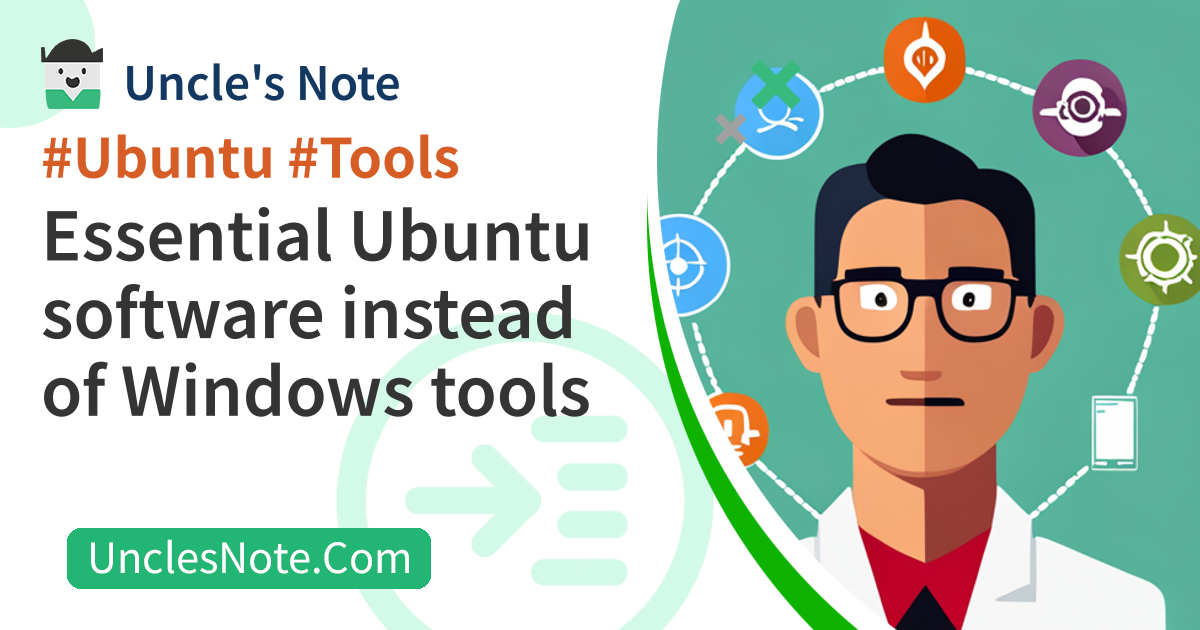 Uncle's Note
#Ubuntu #Tools
Essential Ubuntu
software instead
of Windows tools
UnclesNote.Com